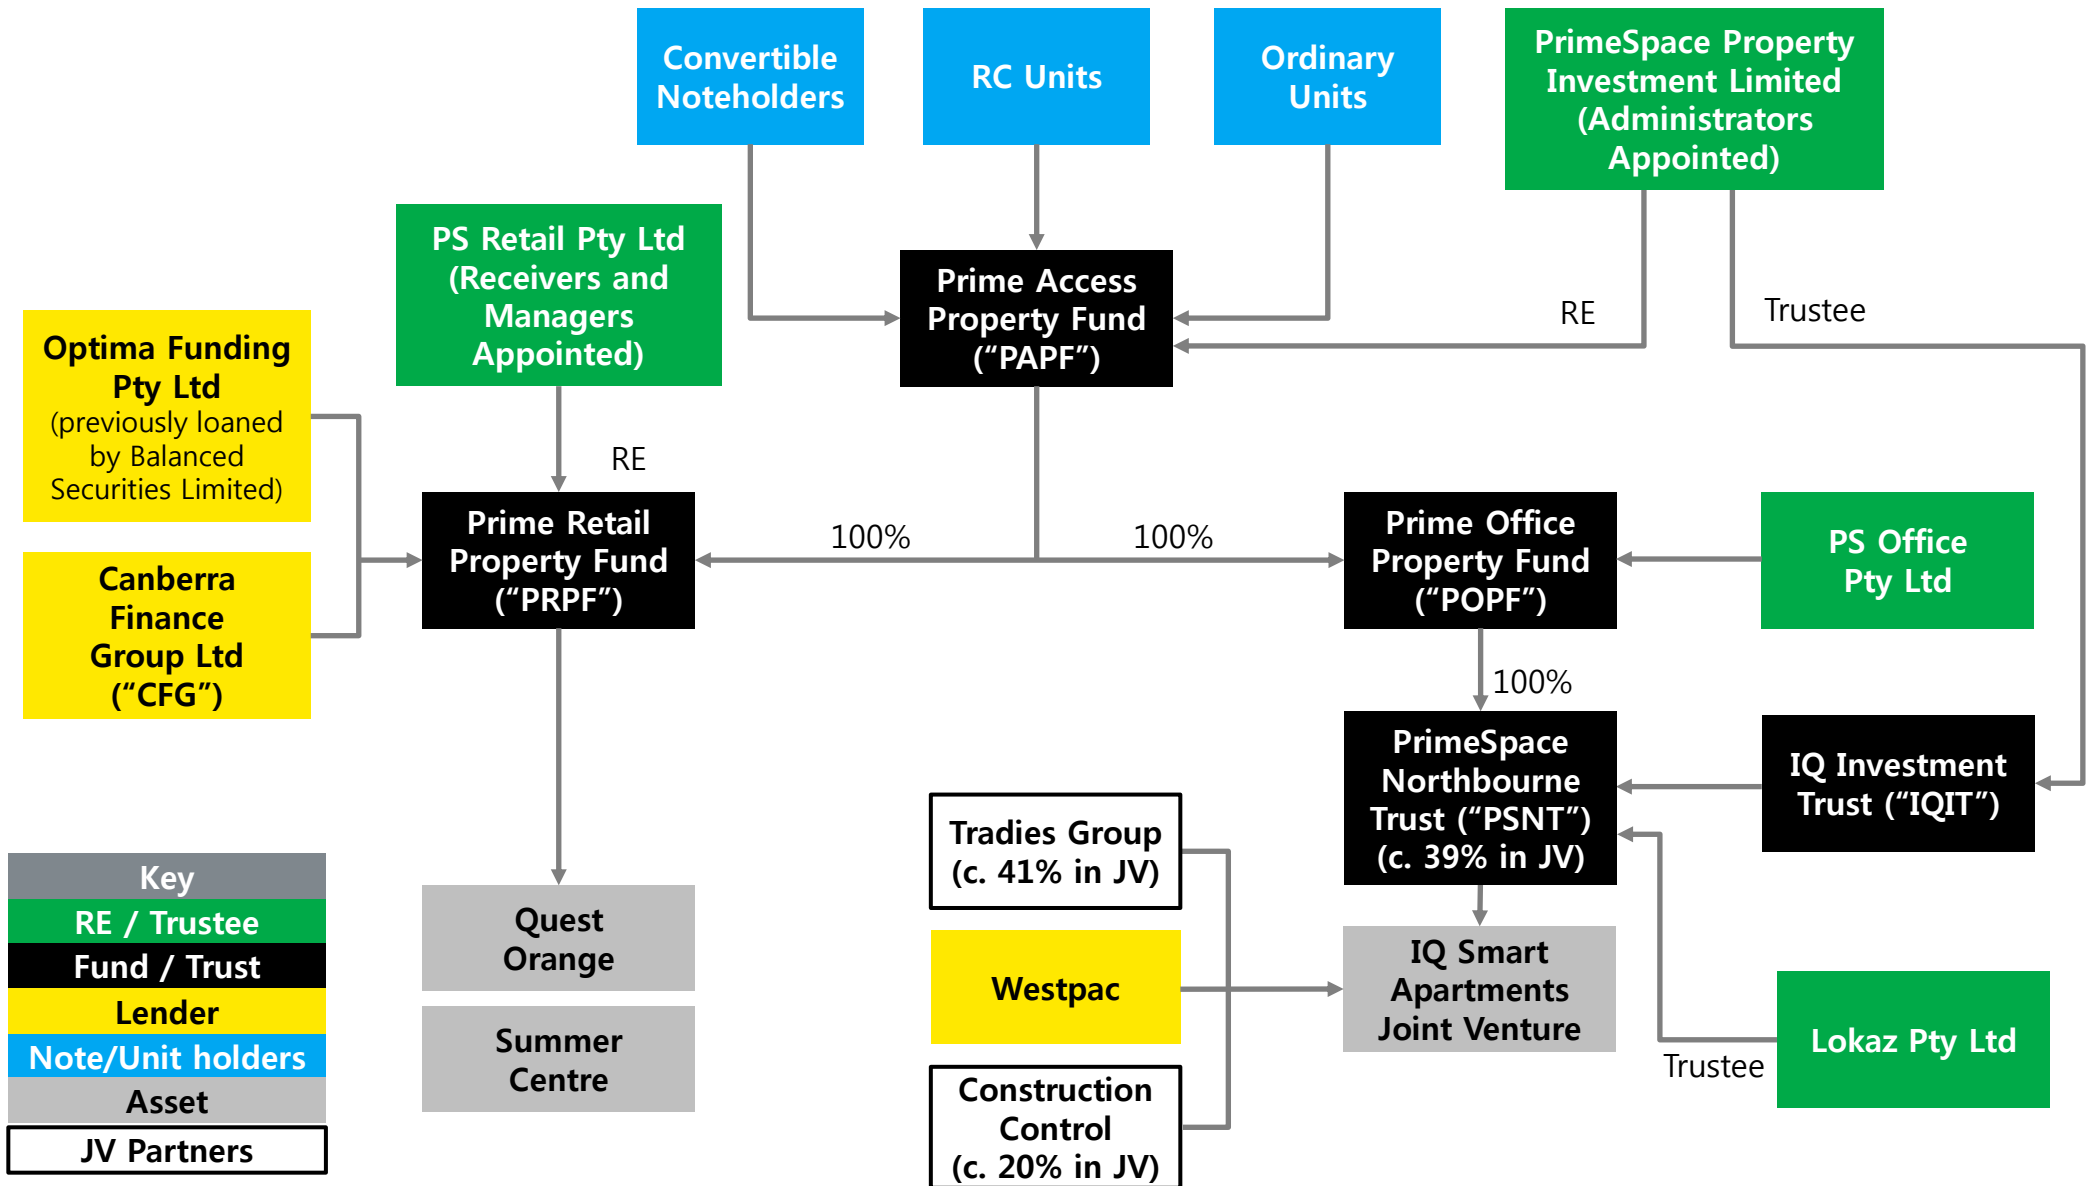 Convertible
Noteholders
RC Units
Ordinary
Units
PrimeSpace Property
Investment Limited
(Administrators
Appointed)
PS Retail Pty Ltd
(Receivers and
Managers
Appointed)
Prime Access
Property Fund
(“PAPF”)
RE
Trustee
Optima Funding
Pty Ltd
(previously loaned
by Balanced
Securities Limited)
RE
Canberra
Finance
Group Ltd
(“CFG”)
Prime Retail
Property Fund
(“PRPF”)
100%
100%
Prime Office
Property Fund
(“POPF”)
PS Office
Pty Ltd
100%
PrimeSpace
Northbourne
Trust (“PSNT”)
(c. 39% in JV)
IQ Investment
Trust (“IQIT”)
Tradies Group
(c. 41% in JV)
Westpac
Construction
Control
(c. 20% in JV)
IQ Smart
Apartments
Joint Venture
Trustee
Lokaz Pty Ltd
Quest
Orange
Summer
Centre
Key
RE / Trustee
Fund / Trust
Lender
Note/Unit holders
Asset
JV Partners